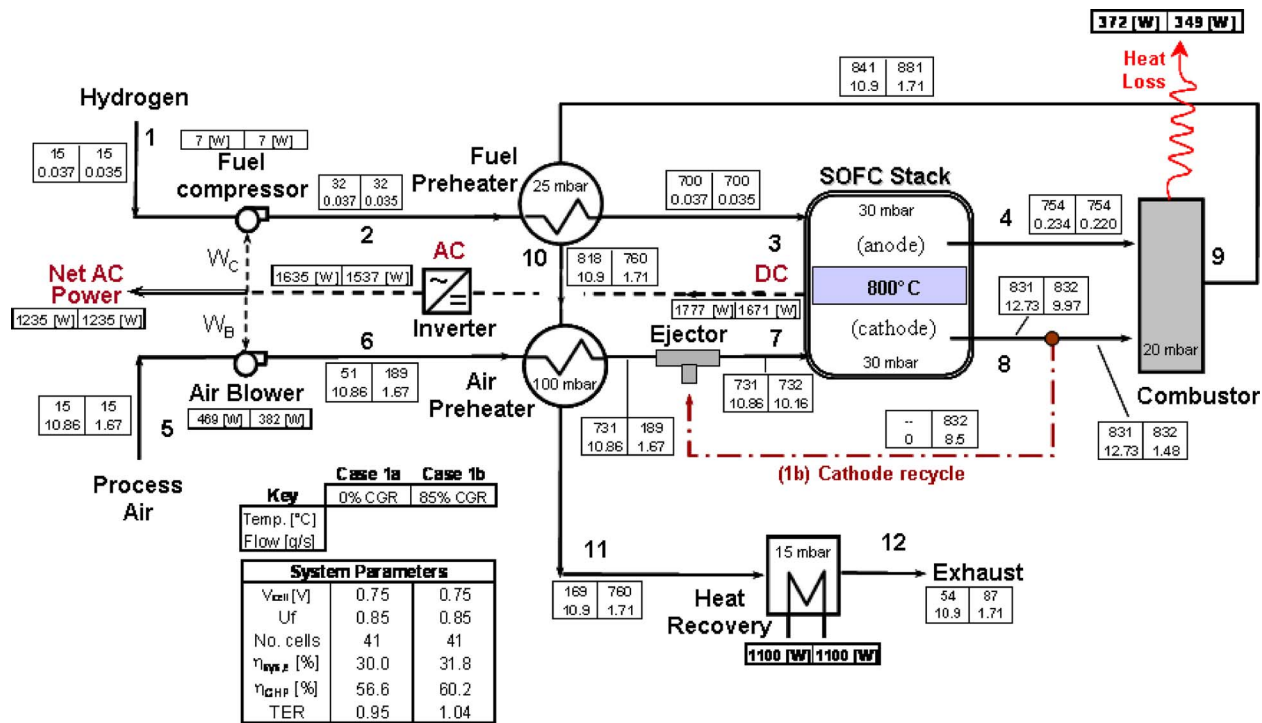 372 [W] 349 [W]
Heat
Loss
841 881
10.9 1.71
Hydrogen
1
15 15
0.037 0.035
7 [W] 7 [W]
Fuel
compressor
32 32
0.037 0.035
2
Fuel
Preheater
25 mbar
700 700
0.037 0.035
3
SOFC Stack
30 mbar
(anode)
800°C
(cathode)
30 mbar
4
754 754
0.234 0.220
9
10
818 760
10.9 1.71
AC
DC
W_C
1635 [W] 1537 [W]
Net AC
Power
1235 [W] 1235 [W]
Inverter
1777 [W] 1671 [W]
831 832
12.73 9.97
W_B
6
Ejector
7
8
20 mbar
Combustor
Air Blower
51 189
10.86 1.67
Air
Preheater
100 mbar
731 732
10.86 10.16
15 15
10.86 1.67
5
469 [W] 382 [W]
731 189
10.86 1.67
-- 832
0 8.5
831 832
12.73 1.48
(1b) Cathode recycle
Process
Air
Case 1a Case 1b
Key 0% CGR 85% CGR
Temp. [°C]
Flow [g/s]
System Parameters
Vcell [V] 0.75 0.75
Uf 0.85 0.85
No. cells 41 41
ηsys,e [%] 30.0 31.8
ηCHP [%] 56.6 60.2
TER 0.95 1.04
11
169 760
10.9 1.71
15 mbar
Heat
Recovery
1100 [W] 1100 [W]
12
Exhaust
54 87
10.9 1.71